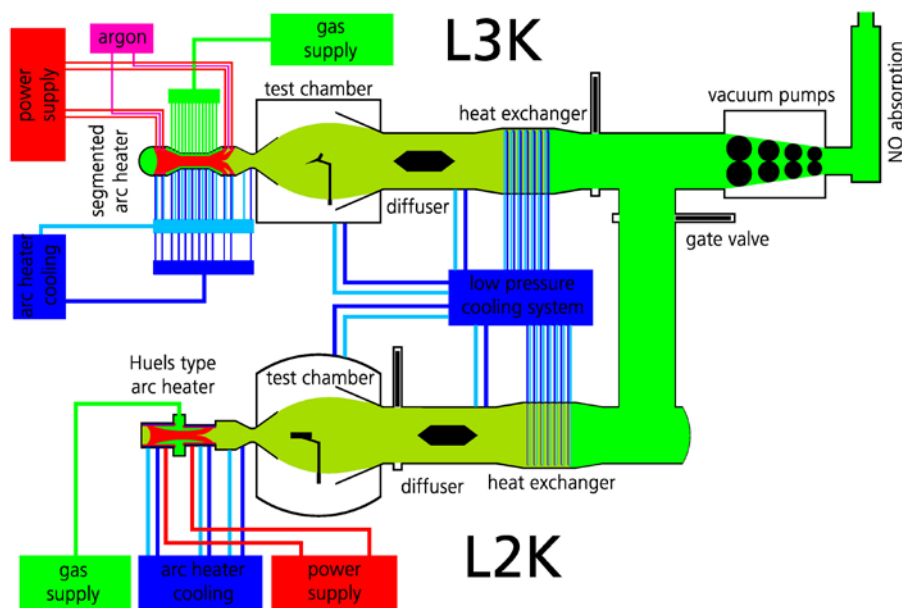 L3K
argon
gas
supply
power
supply
test chamber
heat exchanger
vacuum pumps
NO absorption
segmented
arc heater
diffuser
gate valve
arc heater
cooling
low pressure
cooling system
Huels type
arc heater
test chamber
diffuser
heat exchanger
L2K
gas
supply
arc heater
cooling
power
supply